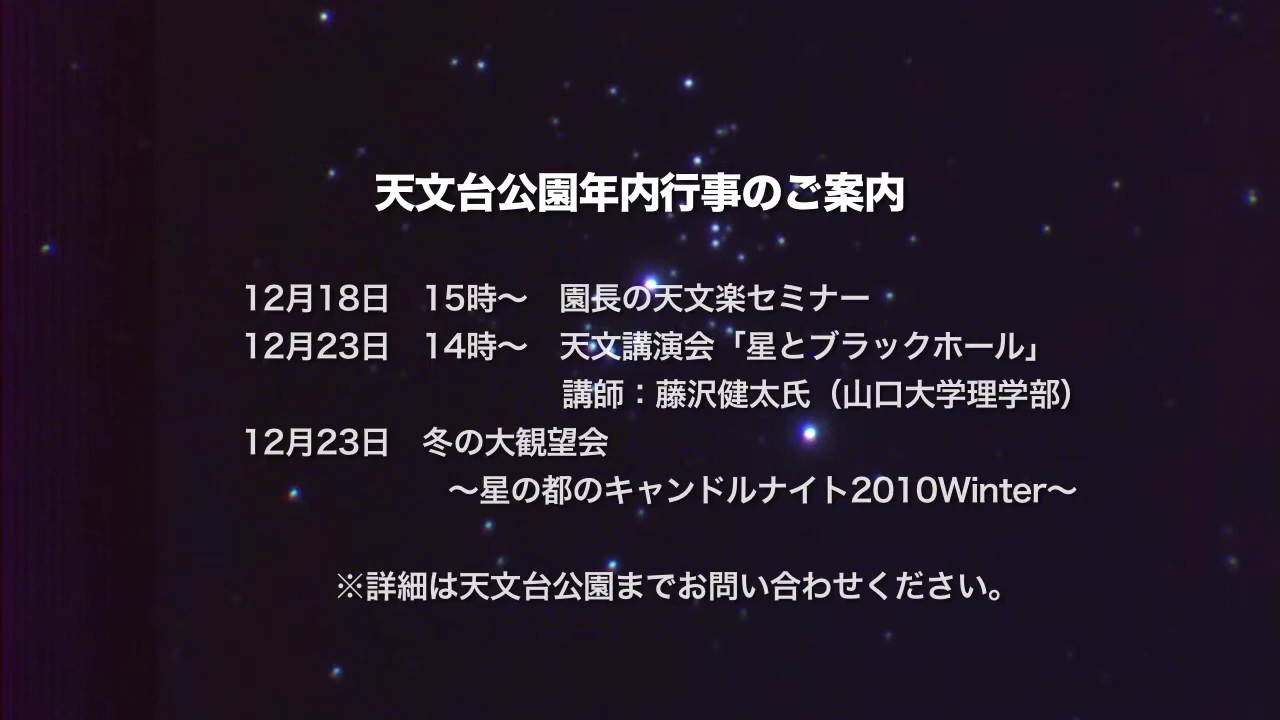 天文台公園年内行事のご案内
12月18日　15時〜　園長の天文楽セミナー
12月23日　14時〜　天文講演会「星とブラックホール」
講師：藤沢健太氏（山口大学理学部）
12月23日　冬の大観望会
〜星の都のキャンドルナイト2010Winter〜
※詳細は天文台公園までお問い合わせください。